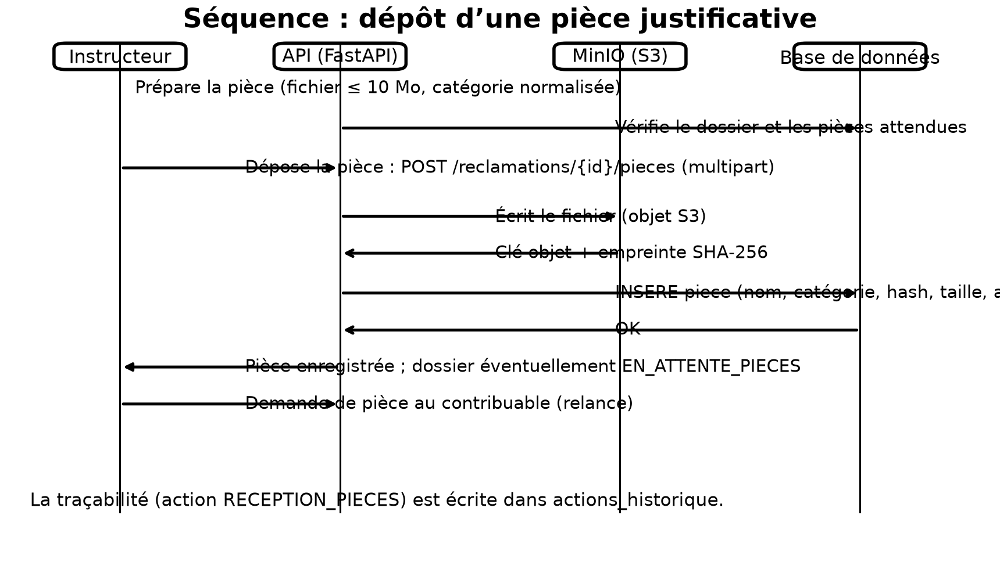 Séquence : dépôt d’une pièce justificative
Instructeur
API (FastAPI)
MinIO (S3)
Base de données
Prépare la pièce (fichier ≤ 10 Mo, catégorie normalisée)
Vérifie le dossier et les pièces attendues
Dépose la pièce : POST /reclamations/{id}/pieces (multipart)
Écrit le fichier (objet S3)
Clé objet + empreinte SHA-256
INSERE piece (nom, catégorie, hash, taille,
OK
Pièce enregistrée ; dossier éventuellement EN_ATTENTE_PIECES
Demande de pièce au contribuable (relance)
La traçabilité (action RECEPTION_PIECES) est écrite dans actions_historique.